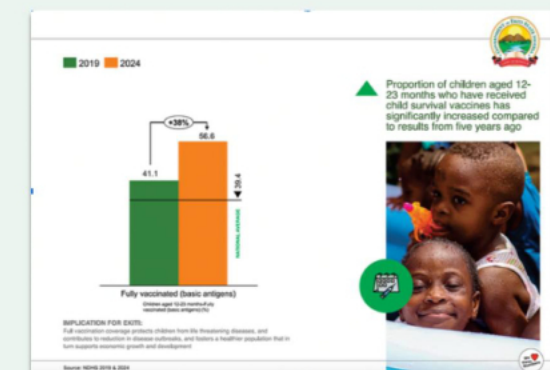 2019 2024
Proportion of children aged 12-
23 months who have received
child survival vaccines has
significantly increased compared
to results from five years ago
+38%
56.6
41.1
39.4
NATIONAL AVERAGE
Fully vaccinated (basic antigens)
Children aged 12-23 months-Fully
vaccinated (basic antigens) (%)
IMPLICATION FOR EKITI:
Full vaccination coverage protects children from life threatening diseases, and
contributes to reduction in disease outbreaks, and fosters a healthier population that in
turn supports economic growth and development
Source: NDHS 2019 & 2024